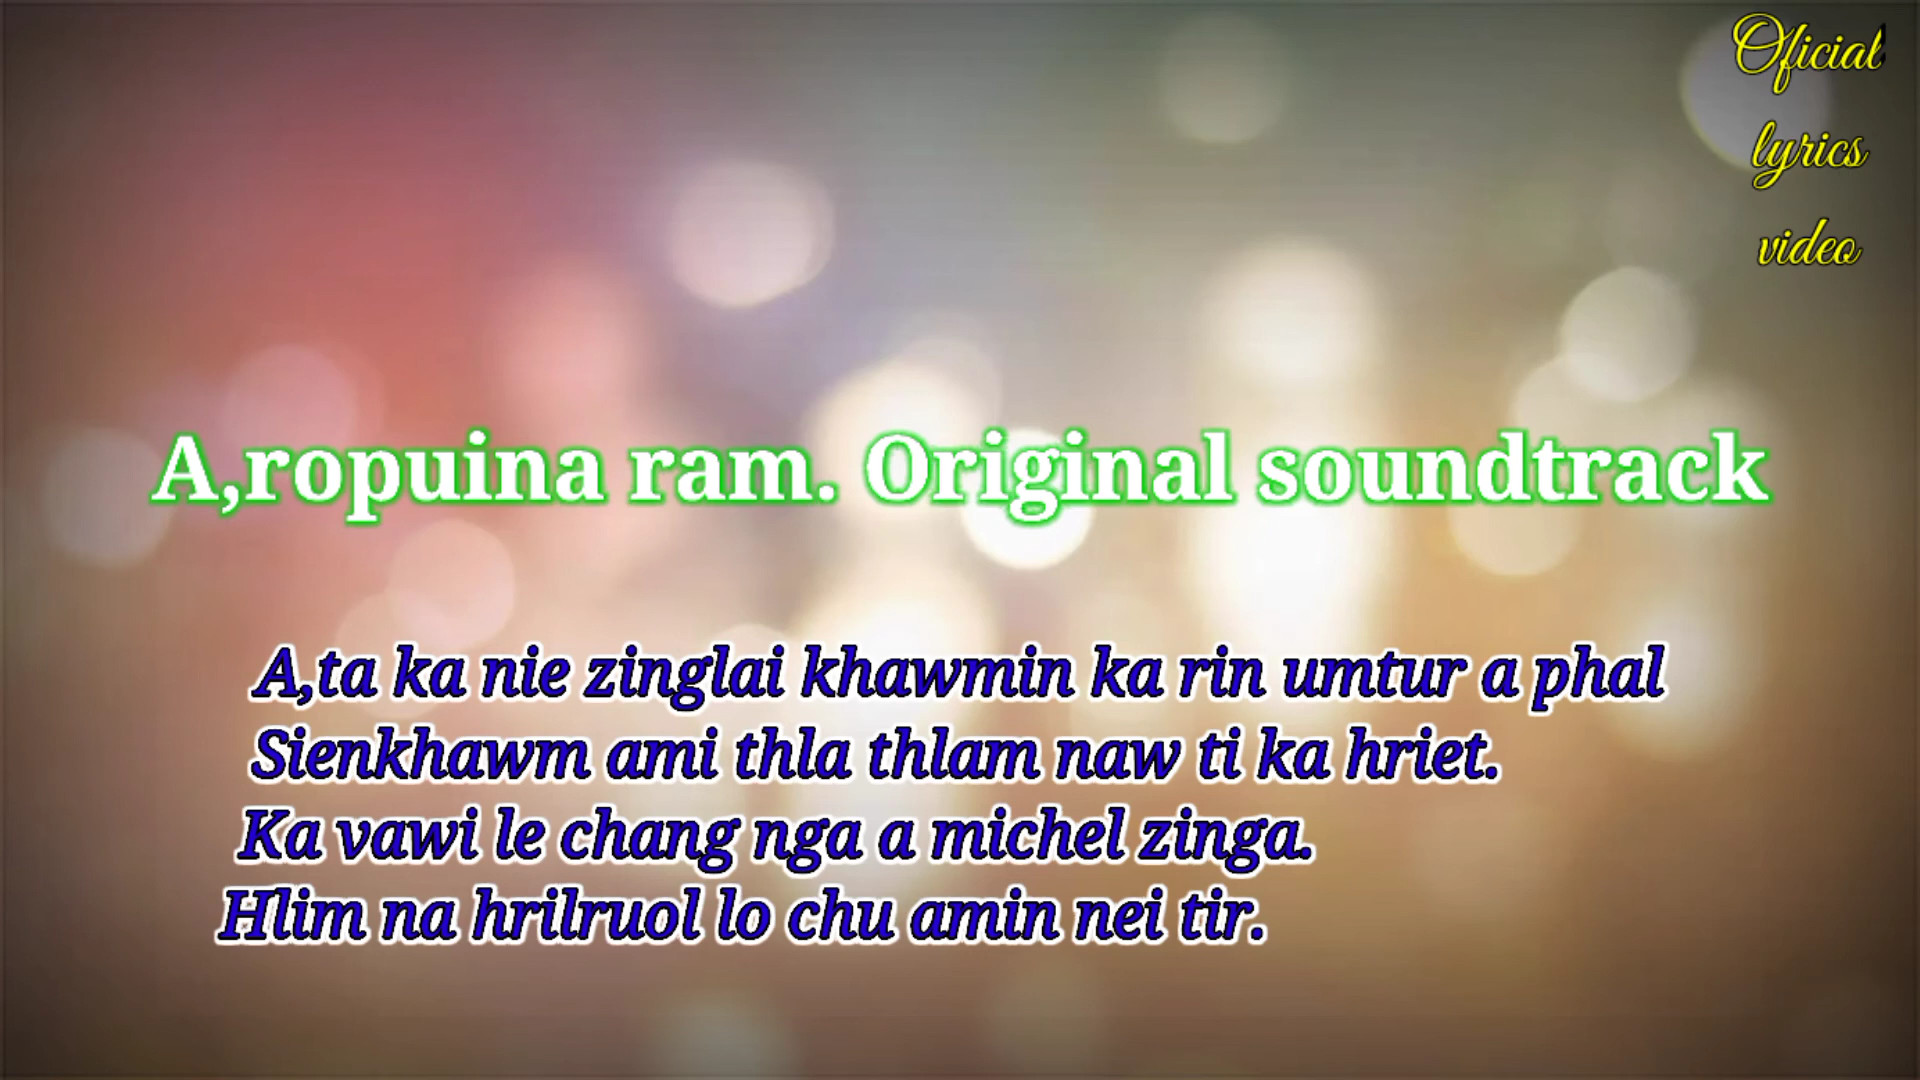 Oficial
lyrics
video
A,ropuina ram. Original soundtrack
A,ta ka nie zinglai khawmin ka rin umtur a phal
Sienkhawm ami thla thlam naw ti ka hriet.
Ka vawi le chang nga a michel zinga.
Hlim na hrilruol lo chu amin nei tir.